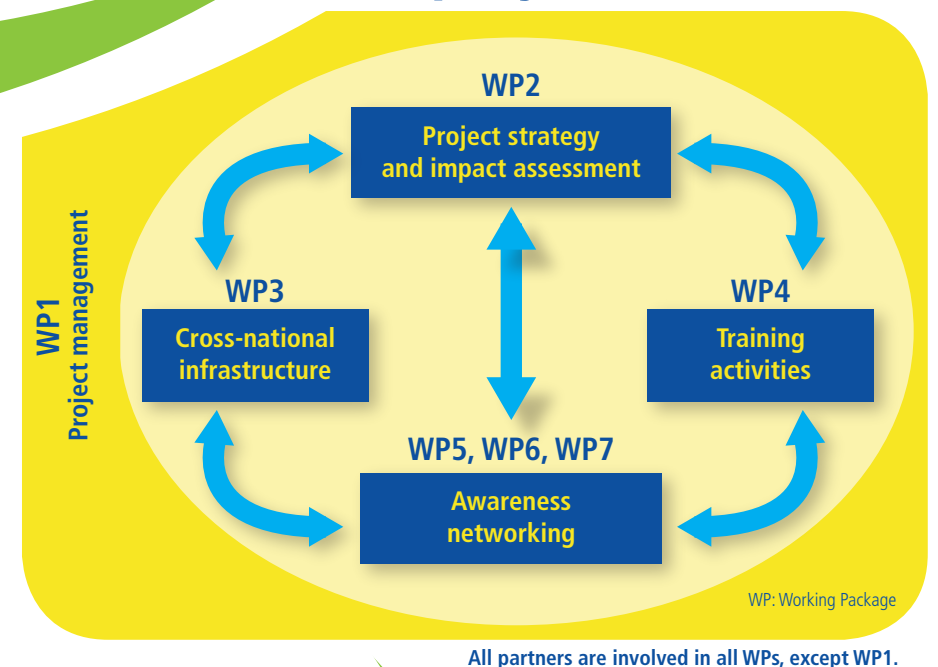 WP2
Project strategy
and impact assessment
WP1
Project management
WP3
Cross-national
infrastructure
WP4
Training
activities
WP5, WP6, WP7
Awareness
networking
WP: Working Package
All partners are involved in all WPs, except WP1.